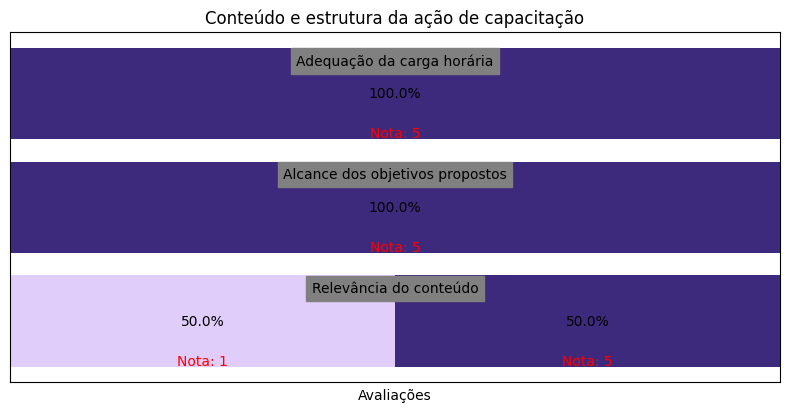 Conteúdo e estrutura da ação de capacitação
Adequação da carga horária
100.0%
Nota: 5
Alcance dos objetivos propostos
100.0%
Nota: 5
Relevância do conteúdo
50.0% 50.0%
Nota: 1 Nota: 5
Avaliações